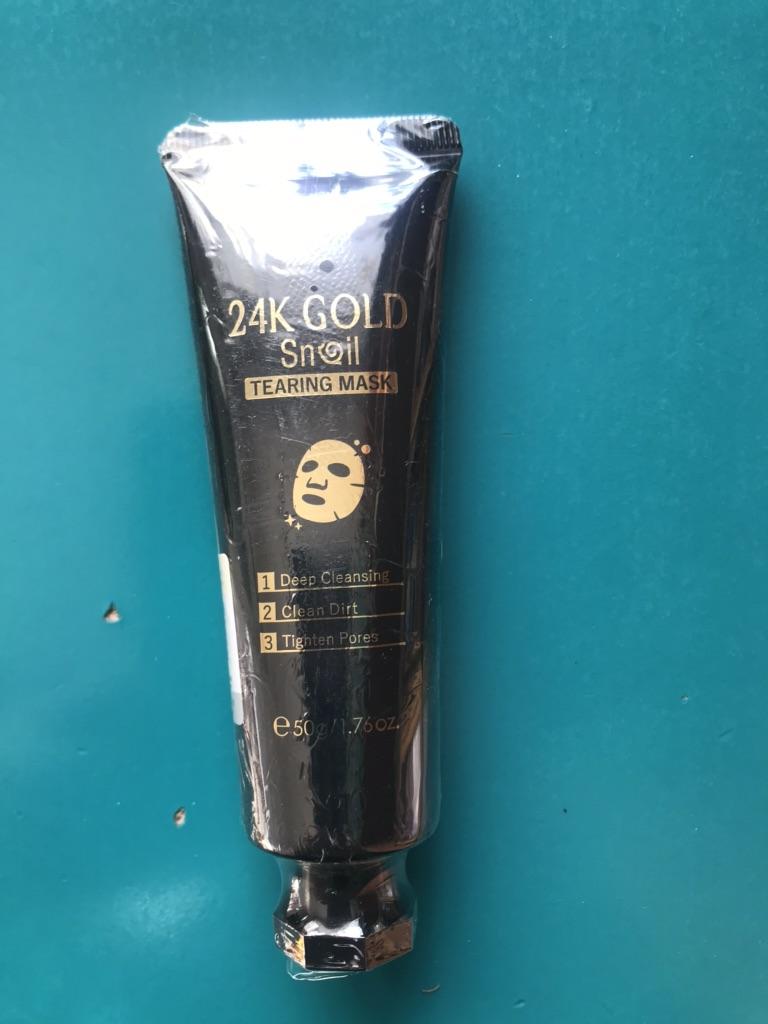 24K GOLD
Snail
TEARING MASK
1 Deep Cleansing
2 Clean Dirt
3 Tighten Pores
℮50g/1.76oz.